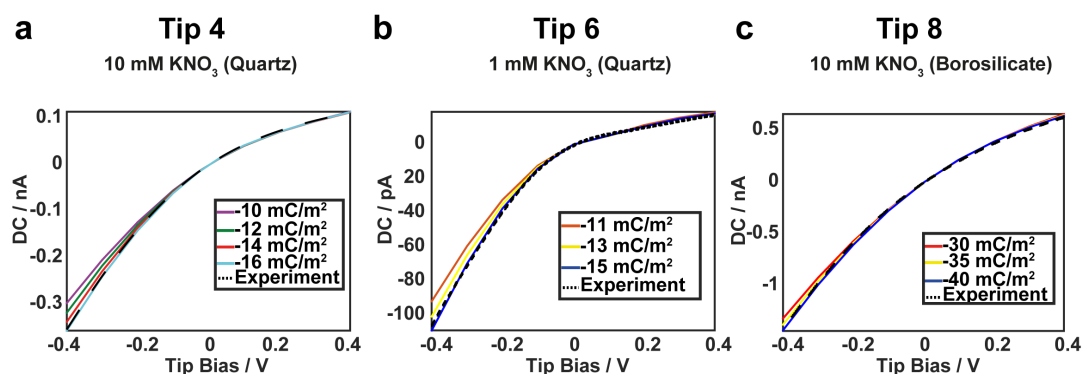 a Tip 4
10 mM KNO₃ (Quartz)
DC / nA
0.1
0
-0.1
-0.2
-0.3
-10 mC/m²
-12 mC/m²
-14 mC/m²
-16 mC/m²
Experiment
-0.4 -0.2 0 0.2 0.4
Tip Bias / V
b Tip 6
1 mM KNO₃ (Quartz)
DC / pA
0
20
-40
-60
-80
-100
-11 mC/m²
-13 mC/m²
-15 mC/m²
Experiment
-0.4 -0.2 0 0.2 0.4
Tip Bias / V
c Tip 8
10 mM KNO₃ (Borosilicate)
DC / nA
0.5
0
-0.5
-1
-30 mC/m²
-35 mC/m²
-40 mC/m²
Experiment
-0.4 -0.2 0 0.2 0.4
Tip Bias / V